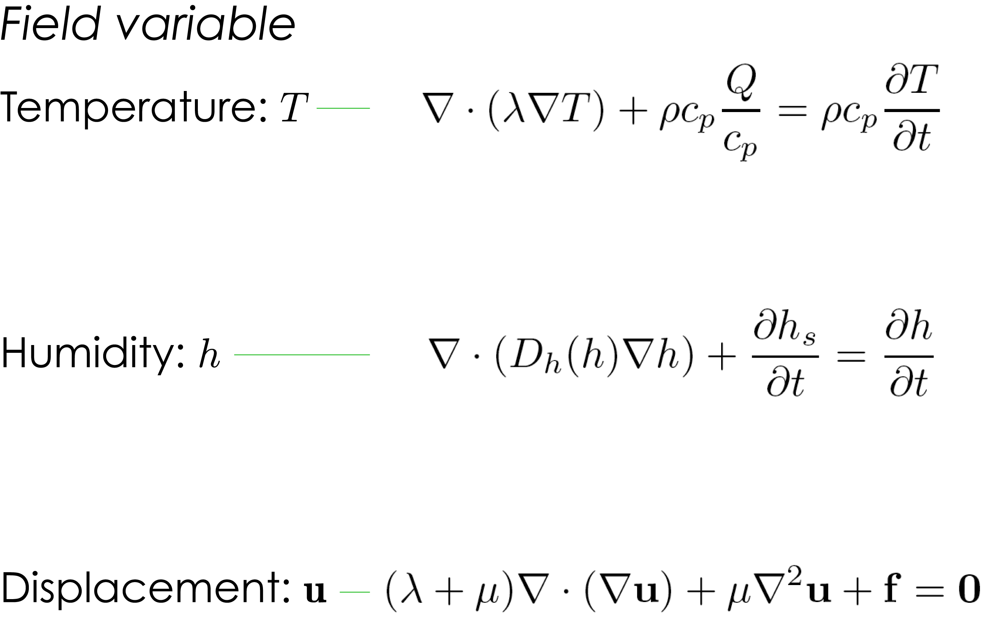 Field variable
Temperature: T ∇ · (λ∇T) + ρc_p Q/c_p = ρc_p ∂T/∂t
Humidity: h ∇ · (D_h(h)∇h) + ∂h_s/∂t = ∂h/∂t
Displacement: u (λ + μ)∇ · (∇u) + μ∇²u + f = 0